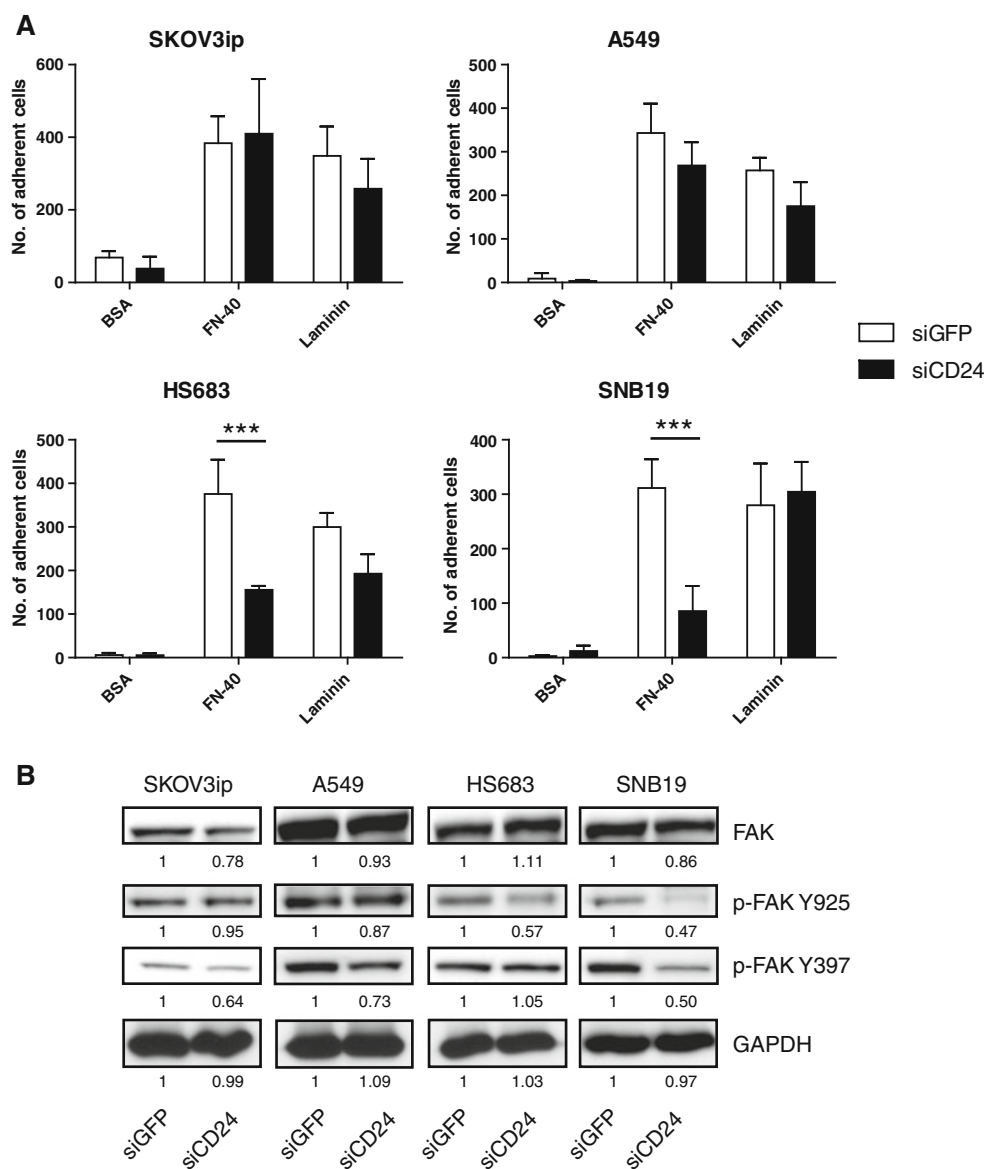 A
SKOV3ip
No. of adherent cells
600
400
200
0
BSA
FN-40
Laminin
A549
No. of adherent cells
500
400
300
200
100
0
BSA
FN-40
Laminin
siGFP
siCD24
HS683
No. of adherent cells
500
400
300
200
100
0
***
BSA
FN-40
Laminin
SNB19
No. of adherent cells
400
300
200
100
0
***
BSA
FN-40
Laminin
B
SKOV3ip A549 HS683 SNB19
FAK
1 0.78 1 0.93 1 1.11 1 0.86
p-FAK Y925
1 0.95 1 0.87 1 0.57 1 0.47
p-FAK Y397
1 0.64 1 0.73 1 1.05 1 0.50
GAPDH
1 0.99 1 1.09 1 1.03 1 0.97
siGFP siCD24 siGFP siCD24 siGFP siCD24 siGFP siCD24